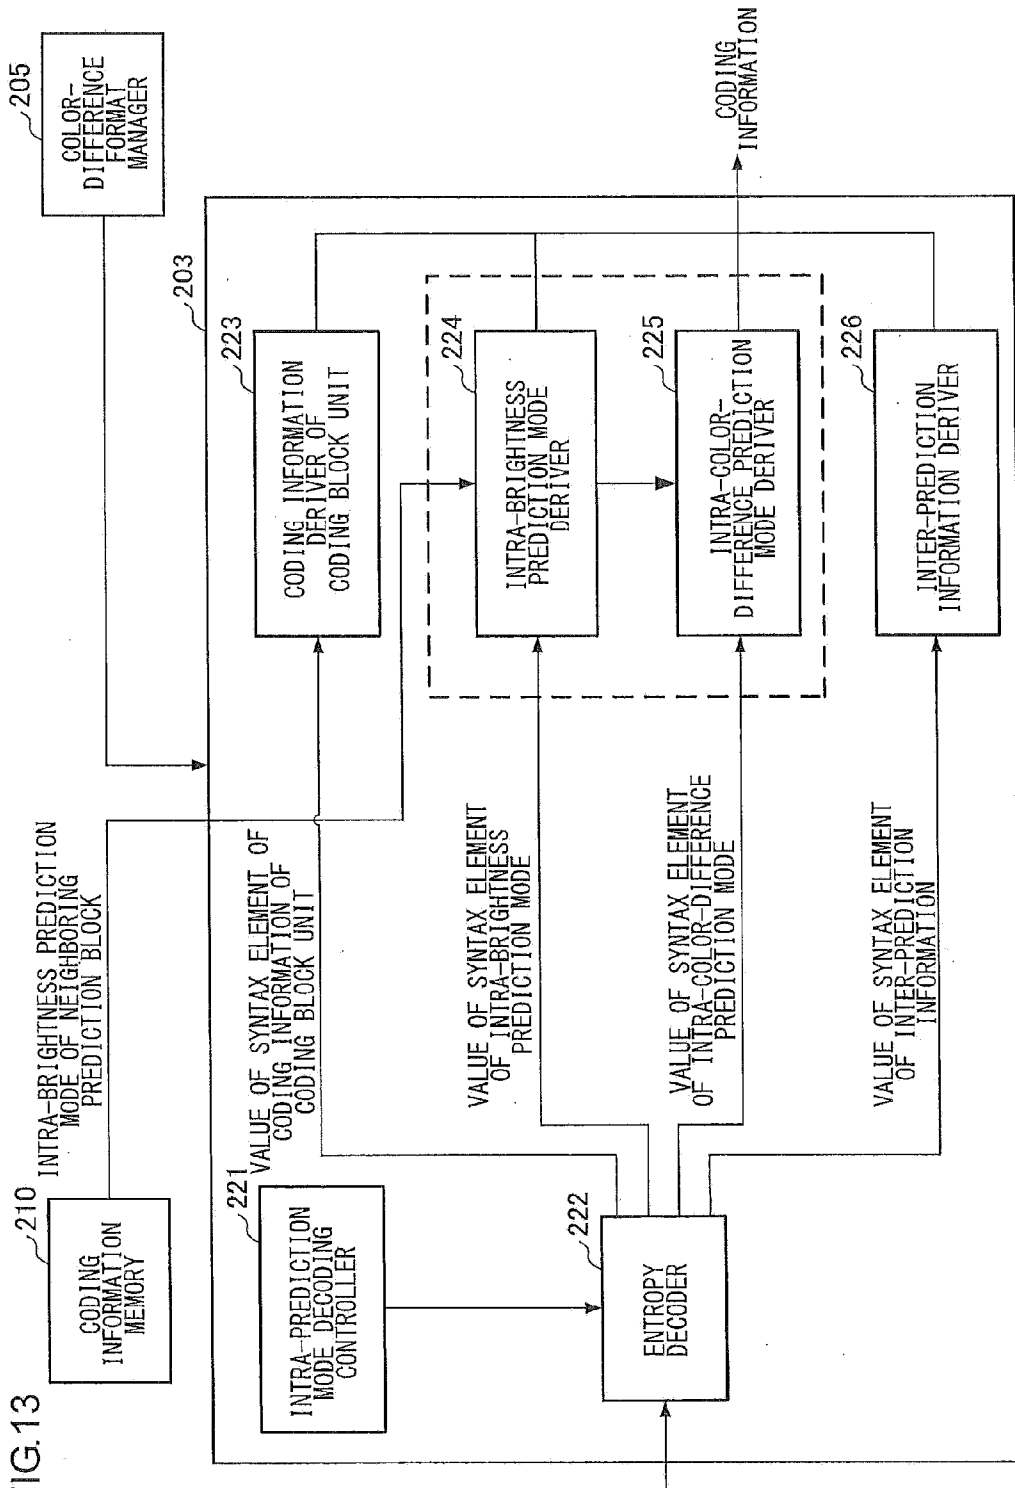 FIG.13
210
CODING
INFORMATION
MEMORY
INTRA-BRIGHTNESS PREDICTION
MODE OF NEIGHBORING
PREDICTION BLOCK
205
COLOR-
DIFFERENCE
FORMAT
MANAGER
203
221
INTRA-PREDICTION
MODE DECODING
CONTROLLER
VALUE OF SYNTAX ELEMENT OF
CODING INFORMATION OF
CODING BLOCK UNIT
223
CODING INFORMATION
DERIVER OF
CODING BLOCK UNIT
VALUE OF SYNTAX ELEMENT
OF INTRA-BRIGHTNESS
PREDICTION MODE
224
INTRA-BRIGHTNESS
PREDICTION MODE
DERIVER
222
ENTROPY
DECODER
VALUE OF SYNTAX ELEMENT
OF INTRA-COLOR-DIFFERENCE
PREDICTION MODE
225
INTRA-COLOR-
DIFFERENCE PREDICTION
MODE DERIVER
CODING
INFORMATION
VALUE OF SYNTAX ELEMENT
OF INTER-PREDICTION
INFORMATION
226
INTER-PREDICTION
INFORMATION DERIVER